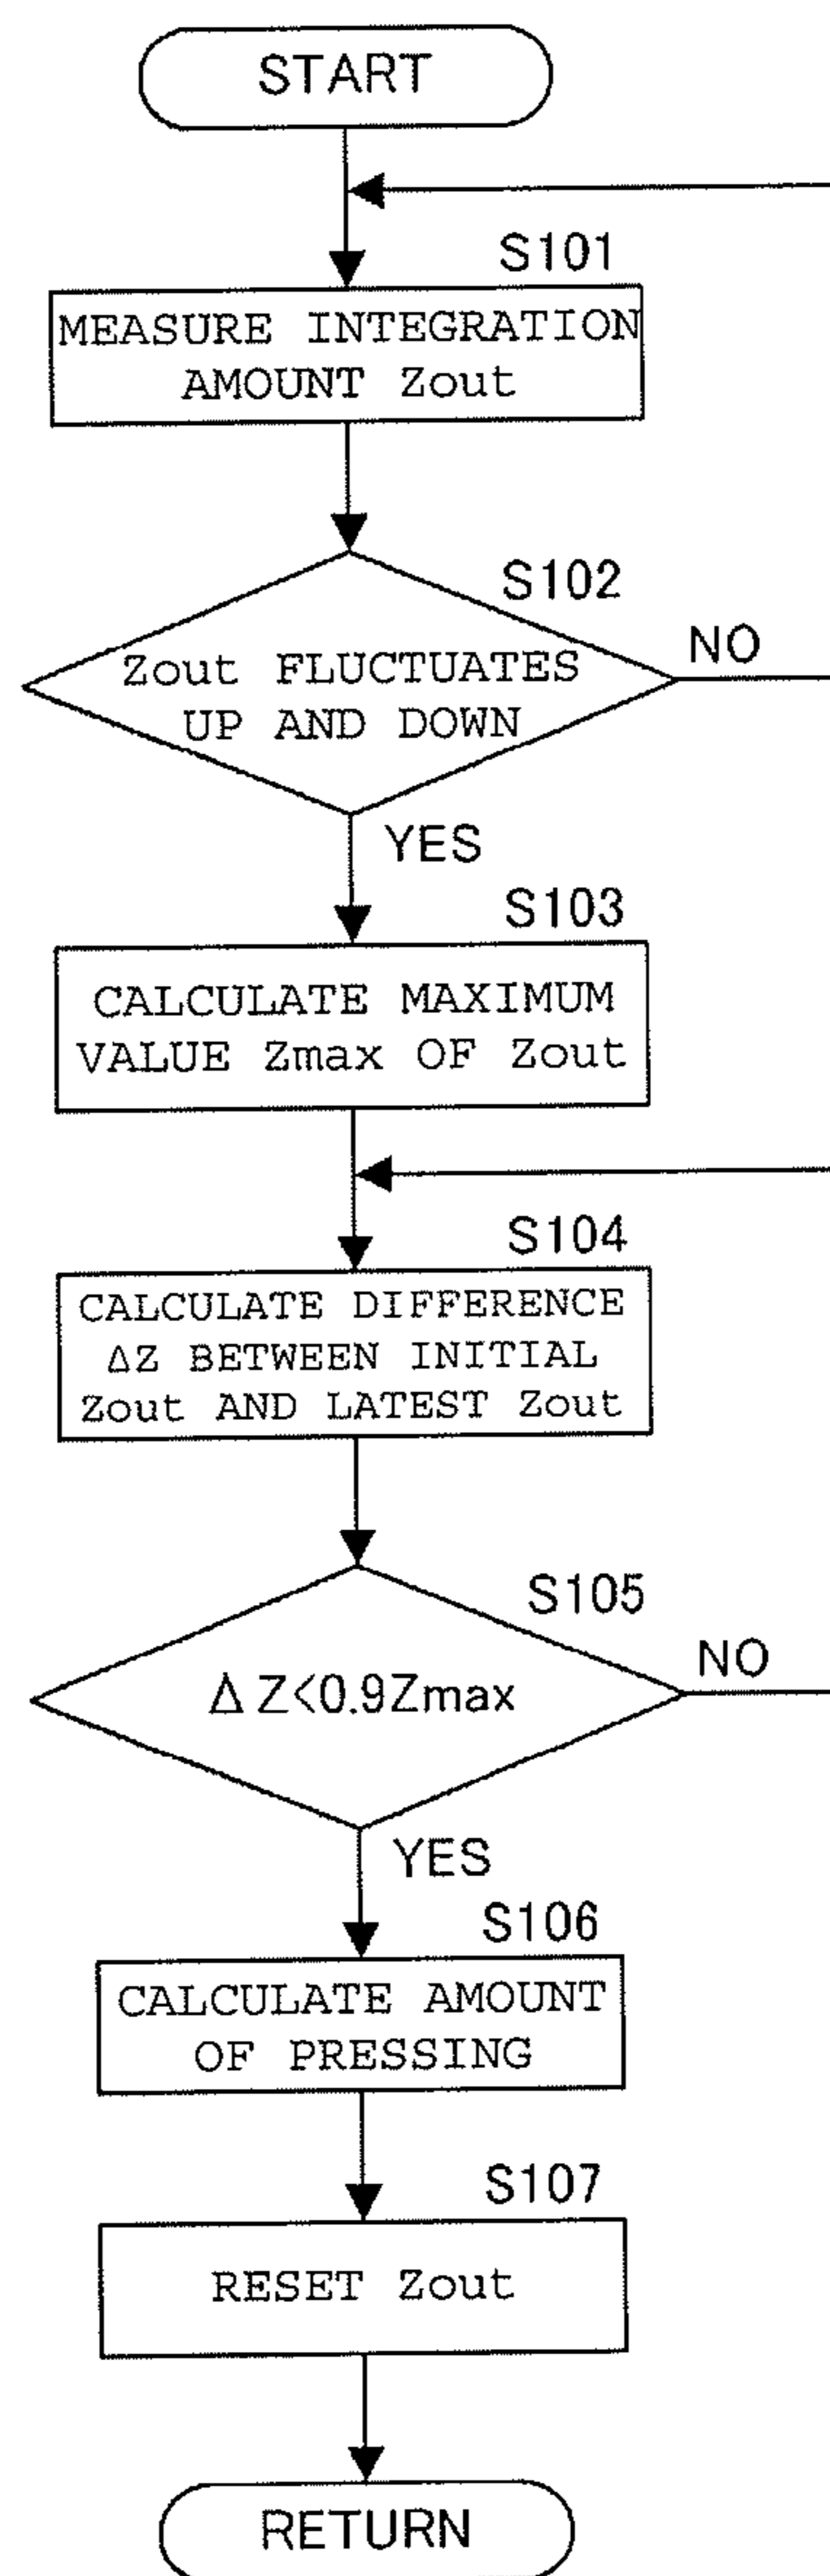 START
S101
MEASURE INTEGRATION
AMOUNT Zout
S102
Zout FLUCTUATES
UP AND DOWN
NO
YES
S103
CALCULATE MAXIMUM
VALUE Zmax OF Zout
S104
CALCULATE DIFFERENCE
ΔZ BETWEEN INITIAL
Zout AND LATEST Zout
S105
ΔZ<0.9Zmax
NO
YES
S106
CALCULATE AMOUNT
OF PRESSING
S107
RESET Zout
RETURN